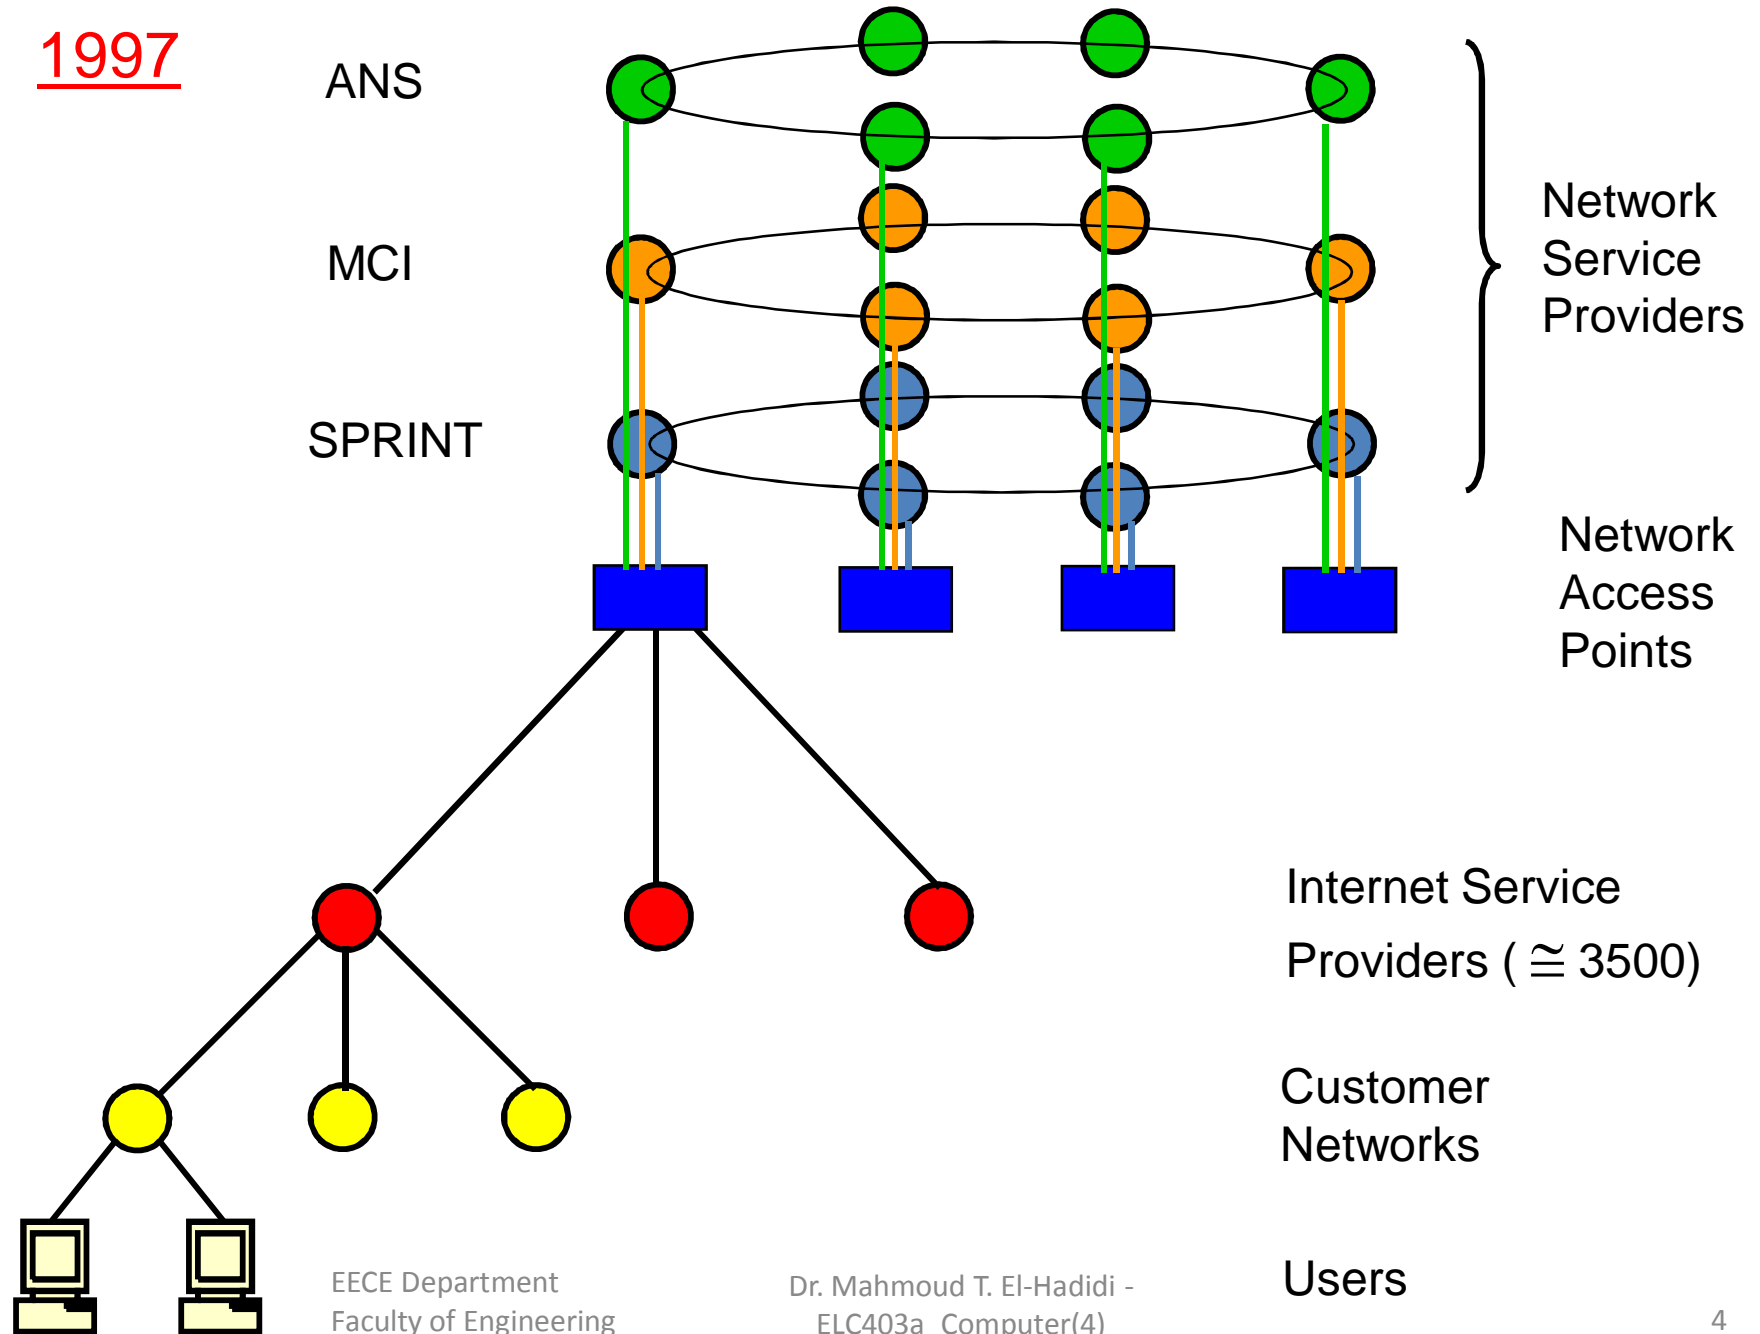 1997
ANS
MCI
SPRINT
Network
Service
Providers
Network
Access
Points
Internet Service
Providers ( ≅ 3500)
Customer
Networks
Users
EECE Department
Faculty of Engineering
Dr. Mahmoud T. El-Hadidi -
ELC403a_Computer(4)
4